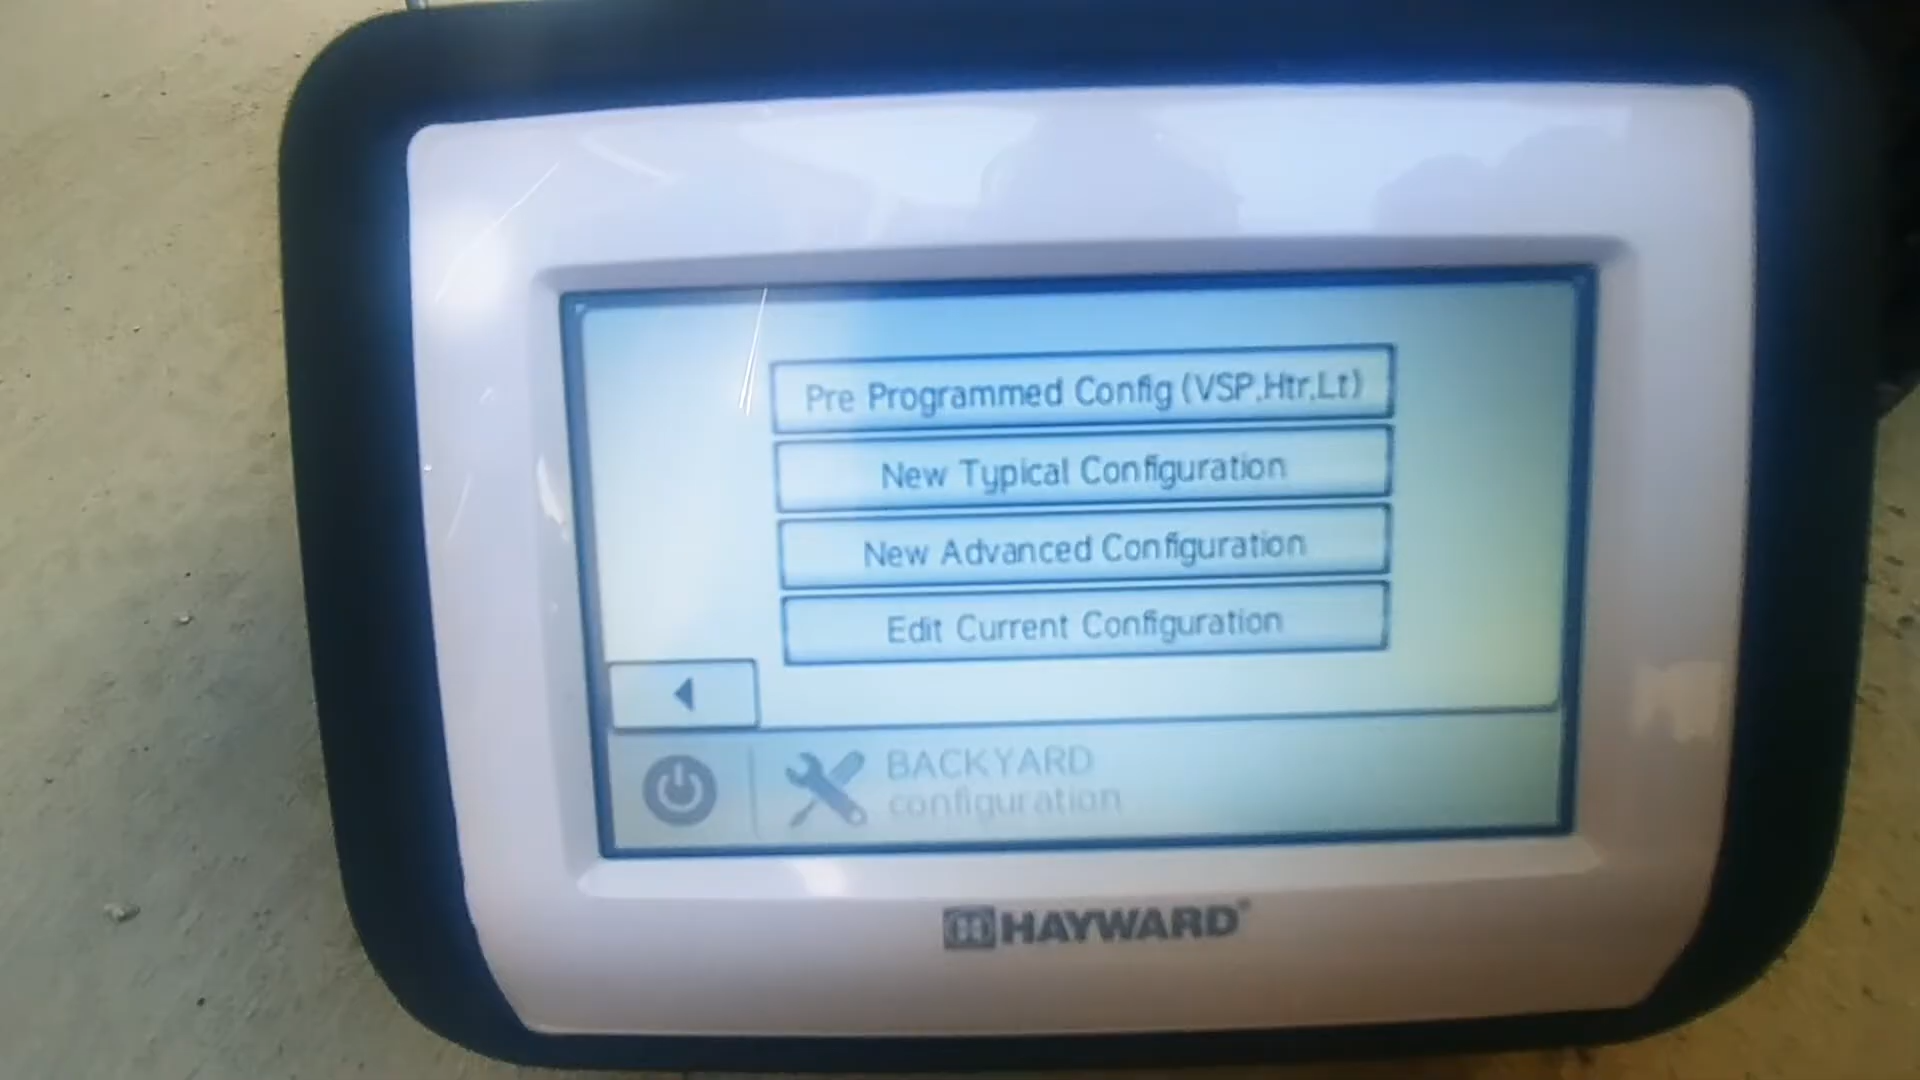 Pre Programmed Config (VSP,Htr,Lt)
New Typical Configuration
New Advanced Configuration
Edit Current Configuration
BACKYARD
configuration
HAYWARD®